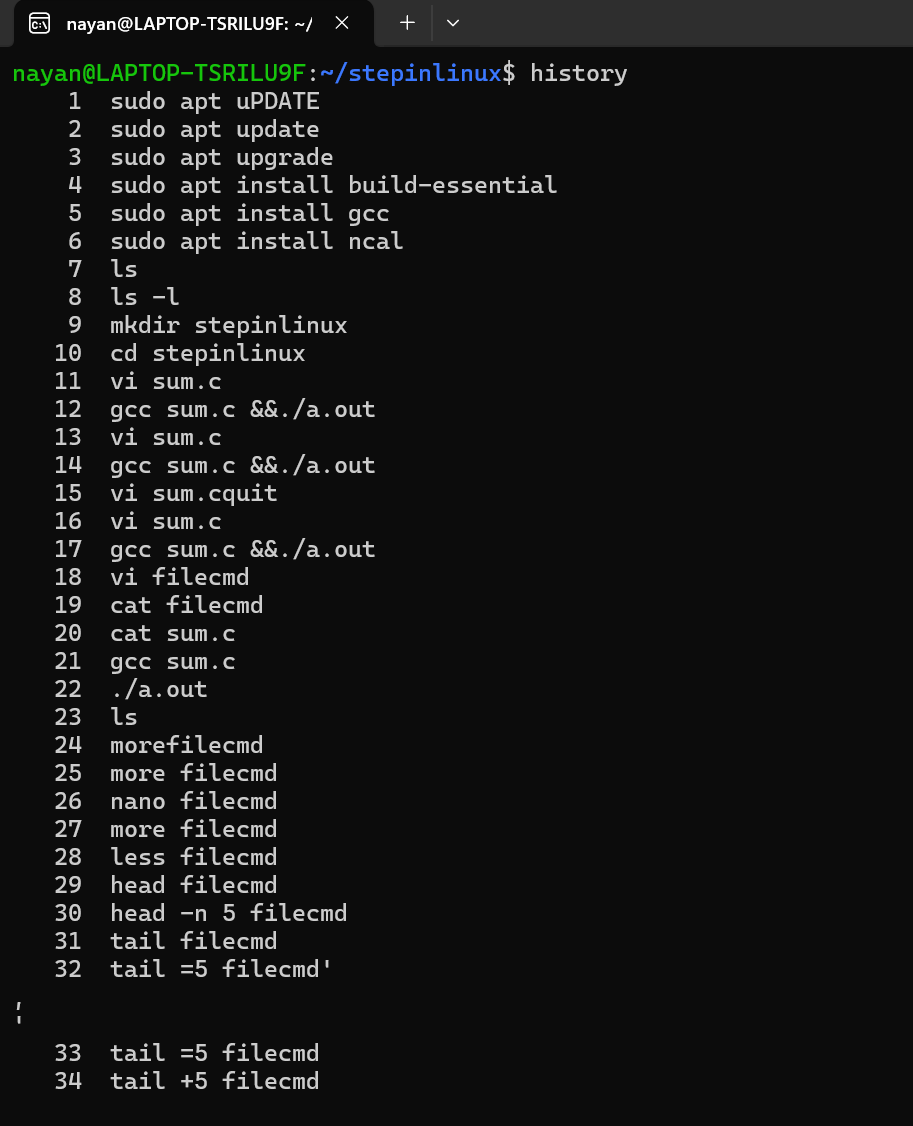 nayan@LAPTOP-TSRILU9F: ~/
nayan@LAPTOP-TSRILU9F:~/stepinlinux$ history
1 sudo apt uPDATE
2 sudo apt update
3 sudo apt upgrade
4 sudo apt install build-essential
5 sudo apt install gcc
6 sudo apt install ncal
7 ls
8 ls -l
9 mkdir stepinlinux
10 cd stepinlinux
11 vi sum.c
12 gcc sum.c &&./a.out
13 vi sum.c
14 gcc sum.c &&./a.out
15 vi sum.cquit
16 vi sum.c
17 gcc sum.c &&./a.out
18 vi filecmd
19 cat filecmd
20 cat sum.c
21 gcc sum.c
22 ./a.out
23 ls
24 morefilecmd
25 more filecmd
26 nano filecmd
27 more filecmd
28 less filecmd
29 head filecmd
30 head -n 5 filecmd
31 tail filecmd
32 tail =5 filecmd'
'
33 tail =5 filecmd
34 tail +5 filecmd